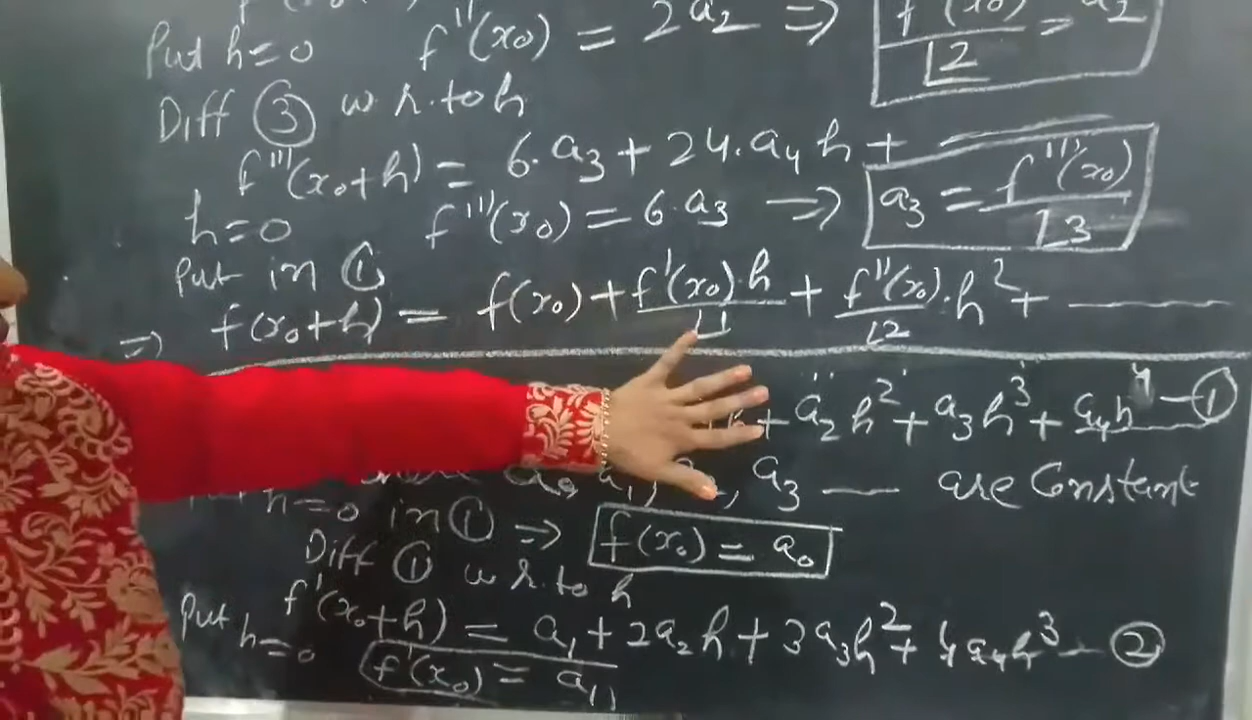 Put h=0 f''(x₀) = 2a₂ ⇒ f''(x₀)/∟2 = a₂
Diff ③ w r.to h
f'''(x₀+h) = 6.a₃ + 24.a₄ h + ———
h=0 f'''(x₀) = 6.a₃ ⇒ a₃ = f'''(x₀)/∟3
Put in ①
⇒ f(x₀+h) = f(x₀) + f'(x₀).h/∟1 + f''(x₀).h²/∟2 + ———
h + a₂h² + a₃h³ + a₄h⁴ — ①
a₀, a₁, a₃ —— are Constant
h=0 in ① ⇒ f(x₀) = a₀
Diff ① w r.to h
f'(x₀+h) = a₁ + 2a₂h + 3a₃h² + 4a₄h³ – ②
Put h=0 f'(x₀) = a₁